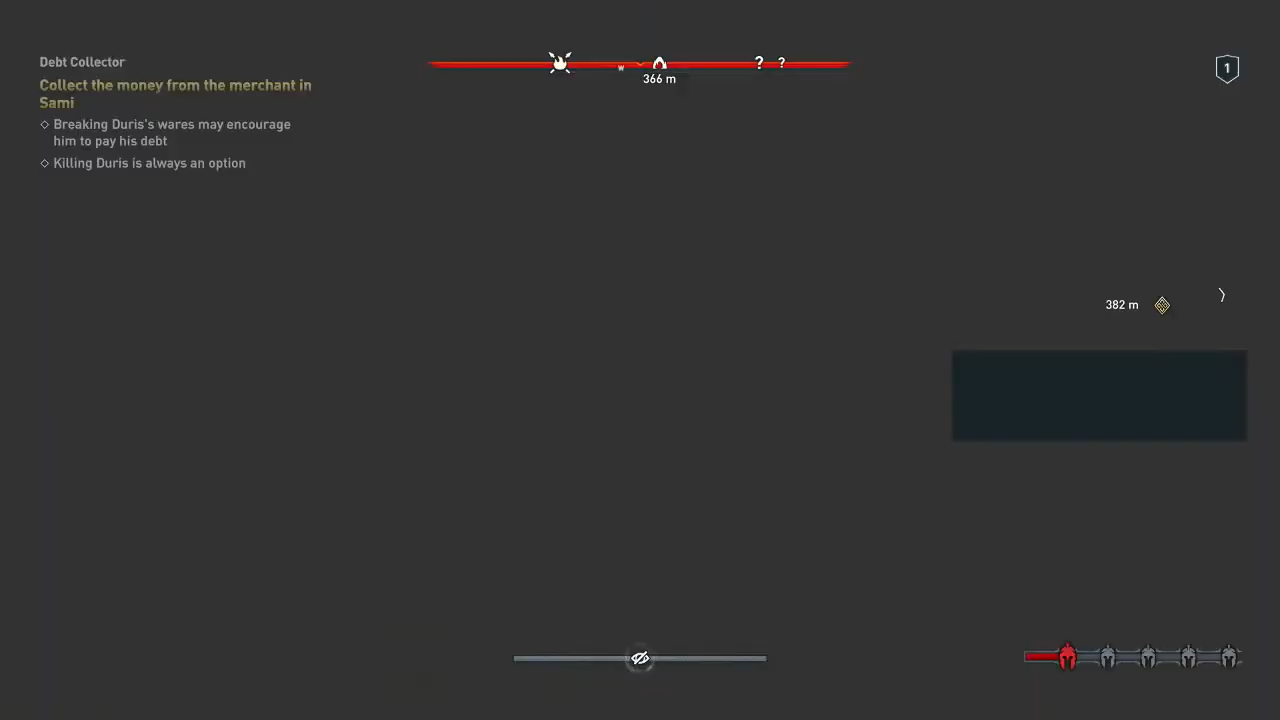 Debt Collector
Collect the money from the merchant in
Sami
Breaking Duris's wares may encourage
him to pay his debt
Killing Duris is always an option
W
? ?
366 m
1
382 m